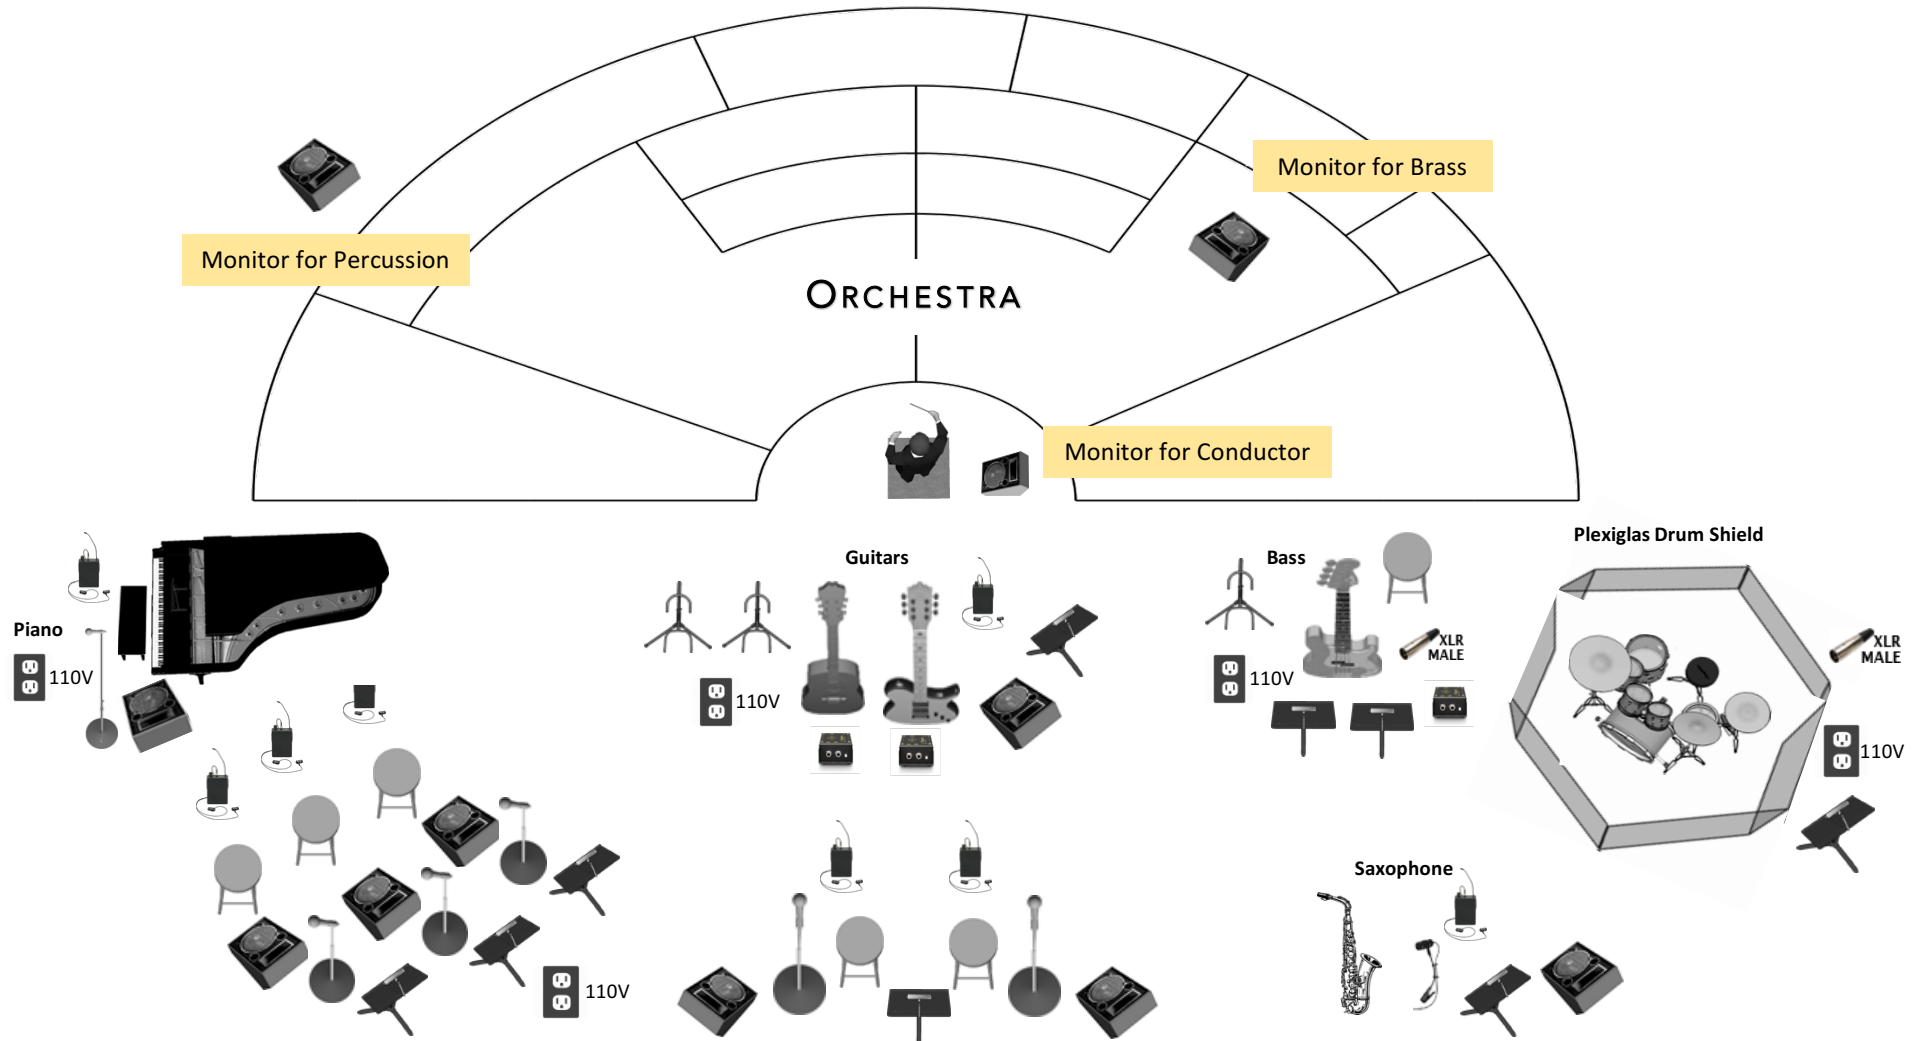 Monitor for Brass
Monitor for Percussion
ORCHESTRA
Monitor for Conductor
Plexiglas Drum Shield
Guitars
Bass
Piano
XLR
MALE
XLR
MALE
110V
110V
110V
110V
Saxophone
110V